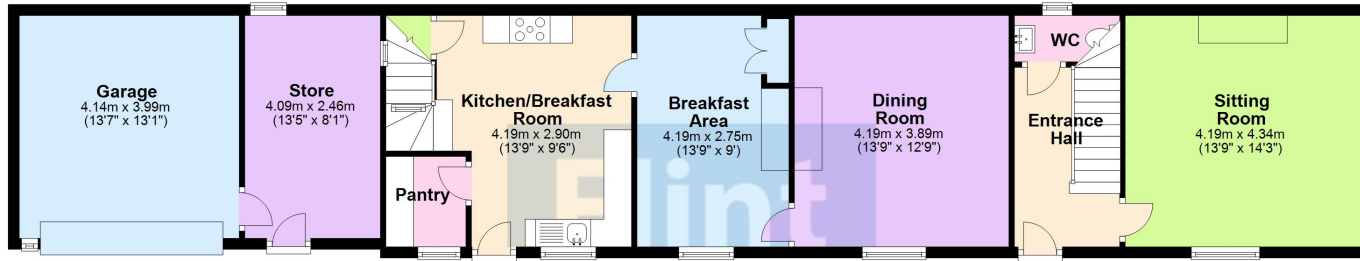 Garage
4.14m x 3.99m
(13'7" x 13'1")
Store
4.09m x 2.46m
(13'5" x 8'1")
Kitchen/Breakfast
Room
4.19m x 2.90m
(13'9" x 9'6")
Pantry
Breakfast
Area
4.19m x 2.75m
(13'9" x 9')
Dining
Room
4.19m x 3.89m
(13'9" x 12'9")
WC
Entrance
Hall
Sitting
Room
4.19m x 4.34m
(13'9" x 14'3")
Flint